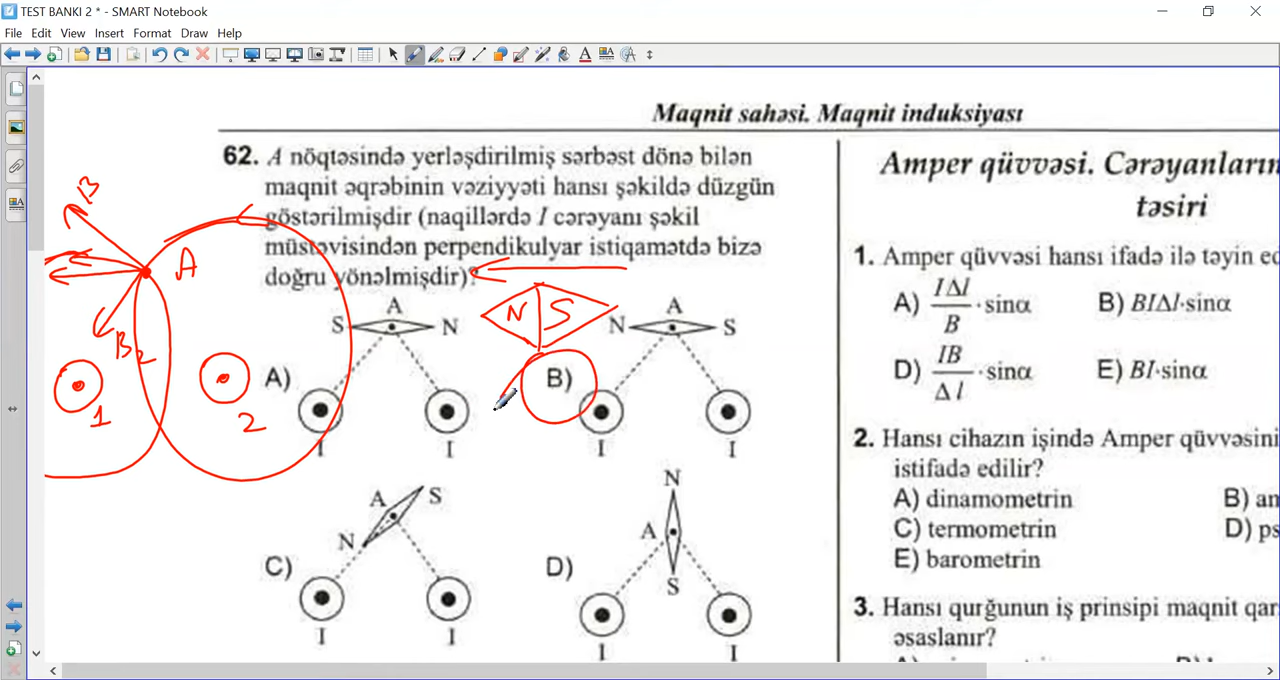 TEST BANKI 2 * - SMART Notebook
File Edit View Insert Format Draw Help
Maqnit sahəsi. Maqnit induksiyası
62. A nöqtəsində yerləşdirilmiş sərbəst dönə bilən
maqnit əqrəbinin vəziyyəti hansı şəkildə düzgün
göstərilmişdir (naqillərdə I cərəyanı şəkil
müstəvisindən perpendikulyar istiqamətdə bizə
doğru yönəlmişdir)?
B
A
B2
1
2
N S
A)
S A N
I I
B)
N A S
I I
C)
A S
N
I I
D)
N
A
S
I I
Amper qüvvəsi. Cərəyanların
təsiri
1. Amper qüvvəsi hansı ifadə ilə təyin ed
A) IΔl/B · sinα B) BIΔl·sinα
D) IB/Δl · sinα E) BI·sinα
2. Hansı cihazın işində Amper qüvvəsini
istifadə edilir?
A) dinamometrin B) an
C) termometrin D) ps
E) barometrin
3. Hansı qurğunun iş prinsipi maqnit qar
əsaslanır?